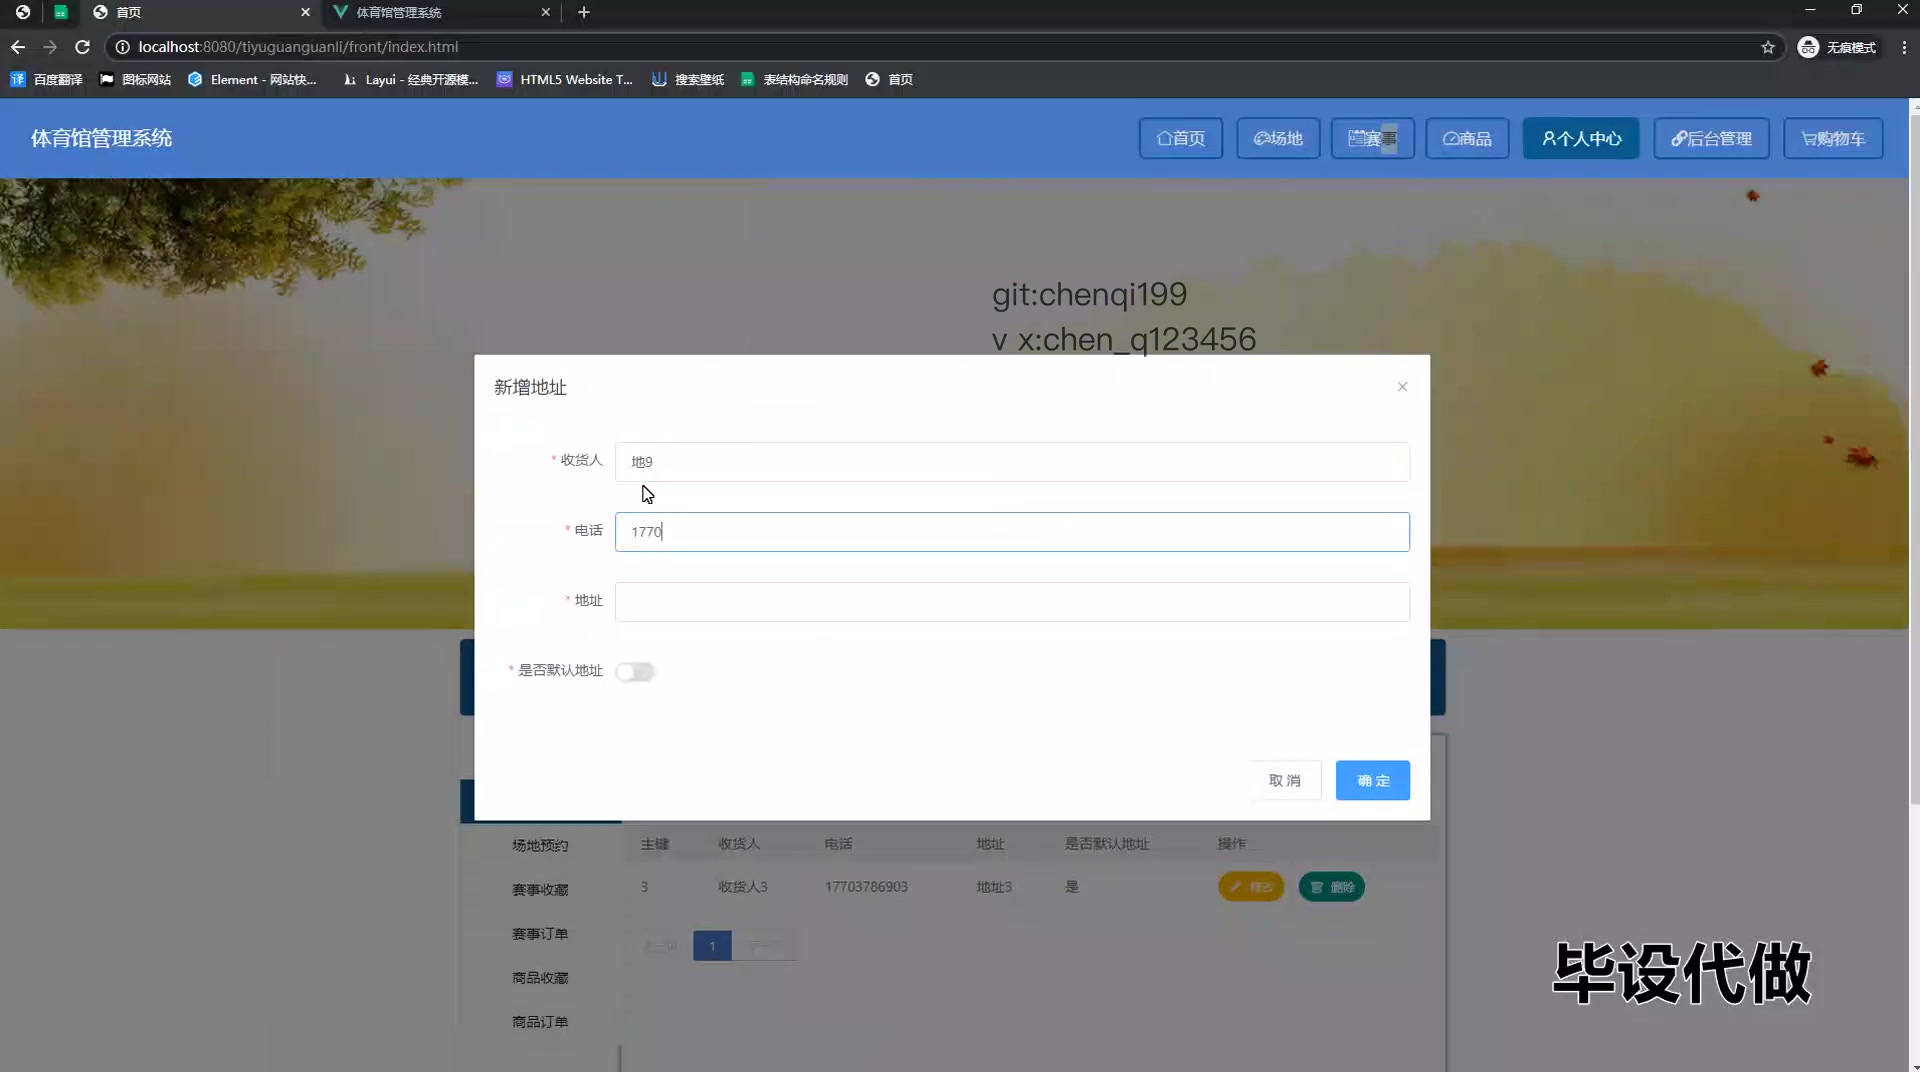 首页
体育馆管理系统
localhost:8080/tiyuguanguanli/front/index.html
无痕模式
百度翻译
图标网站
Element - 网站快...
Layui - 经典开源模...
HTML5 Website T...
搜索壁纸
表结构命名规则
首页
体育馆管理系统
首页
场地
赛事
商品
个人中心
后台管理
购物车
git:chenqi199
v x:chen_q123456
新增地址
* 收货人
地9
* 电话
1770
* 地址
* 是否默认地址
取消
确定
场地预约
赛事收藏
赛事订单
商品收藏
商品订单
主键 收货人 电话 地址 是否默认地址 操作
3 收货人3 17703786903 地址3 是 修改 删除
上一页 1 下一页
毕设代做